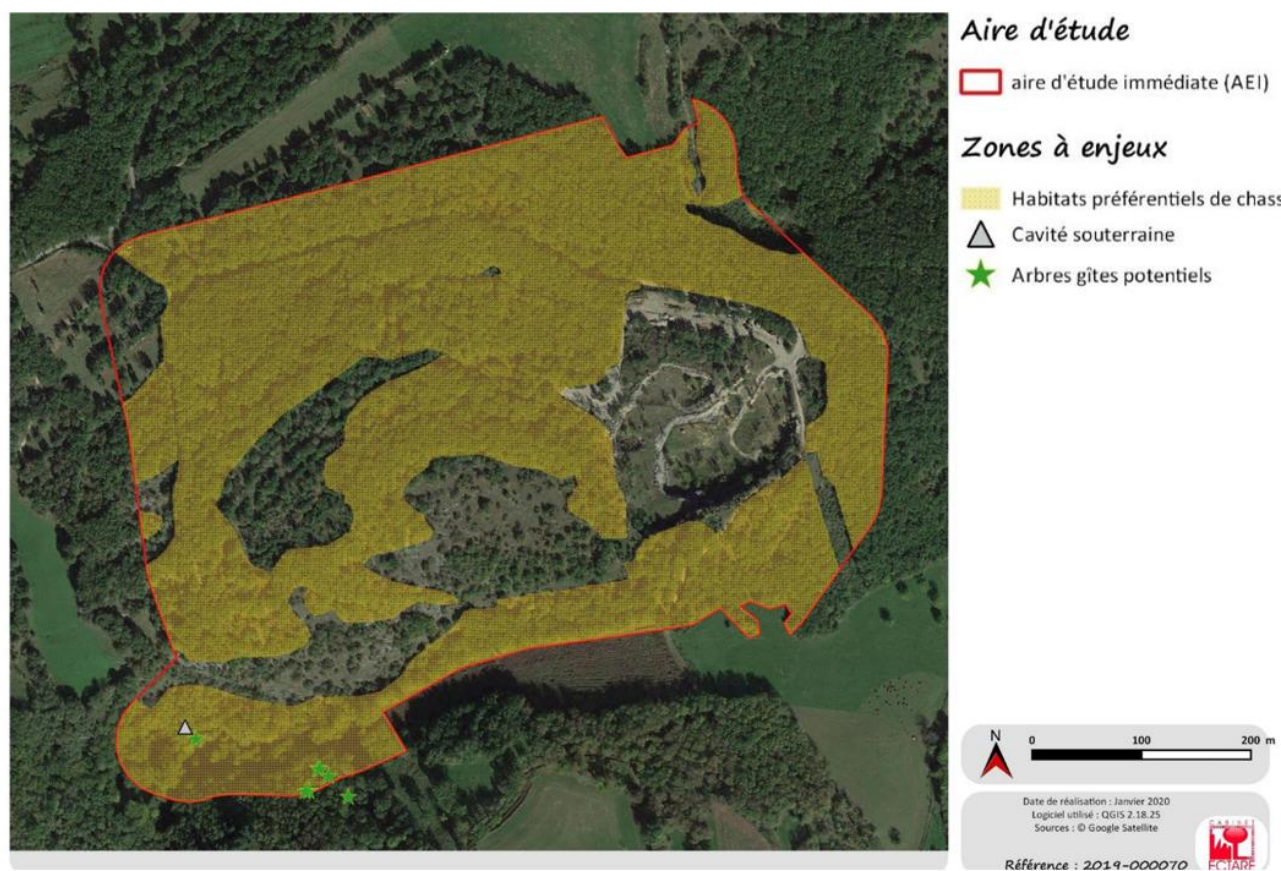 Aire d'étude
aire d'étude immédiate (AEI)
Zones à enjeux
Habitats préférentiels de chass
Cavité souterraine
Arbres gîtes potentiels
N
0 100 200 m
Date de réalisation : Janvier 2020
Logiciel utilisé : QGIS 2.18.25
Sources : © Google Satellite
CABINET
ECTARE
Référence : 2019-000070